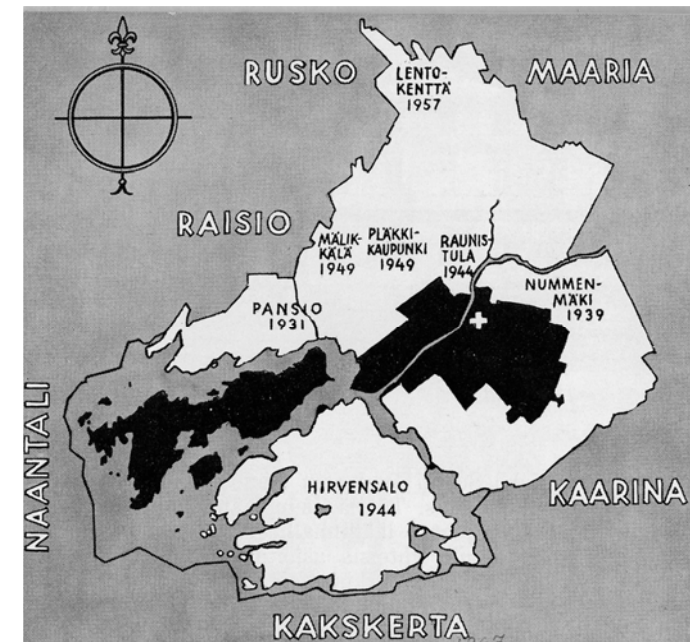 RUSKO
MAARIA
LENTO-
KENTTÄ
1957
RAISIO
MÄLIK-
KÄLÄ
1949
PLÄKKI-
KAUPUNKI
1949
RAUNIS-
TULA
1944
NUMMEN-
MÄKI
1939
PANSIO
1931
NAANTALI
HIRVENSALO
1944
KAARINA
KAKSKERTA